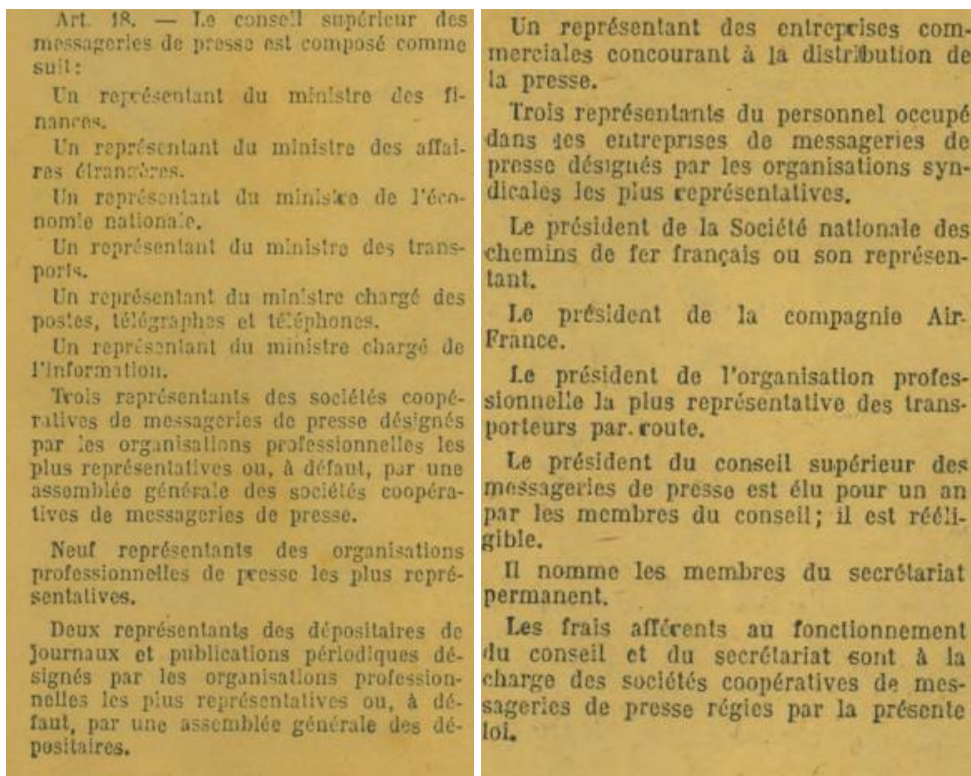 Art. 18. — Le conseil supérieur des
messageries de presse est composé comme
suit:
Un représentant du ministre des fi-
nances.
Un représentant du ministre des affai-
res étrangères.
Un représentant du ministre de l'éco-
nomie nationale.
Un représentant du ministre des trans-
ports.
Un représentant du ministre chargé des
postes, télégraphes et téléphones.
Un représentant du ministre chargé de
l'information.
Trois représentants des sociétés coopé-
ratives de messageries de presse désignés
par les organisations professionnelles les
plus représentatives ou, à défaut, par une
assemblée générale des sociétés coopéra-
tives de messageries de presse.
Neuf représentants des organisations
professionnelles de presse les plus repré-
sentatives.
Deux représentants des dépositaires de
journaux et publications périodiques dé-
signés par les organisations profession-
nelles les plus représentatives ou, à dé-
faut, par une assemblée générale des dé-
positaires.
Un représentant des entreprises com-
merciales concourant à la distribution de
la presse.
Trois représentants du personnel occupé
dans les entreprises de messageries de
presse désignés par les organisations syn-
dicales les plus représentatives.
Le président de la Société nationale des
chemins de fer français ou son représen-
tant.
Le président de la compagnie Air-
France.
Le président de l'organisation profes-
sionnelle la plus représentative des trans-
porteurs par route.
Le président du conseil supérieur des
messageries de presse est élu pour un an
par les membres du conseil; il est rééli-
gible.
Il nomme les membres du secrétariat
permanent.
Les frais afférents au fonctionnement
du conseil et du secrétariat sont à la
charge des sociétés coopératives de mes-
sageries de presse régies par la présente
loi.